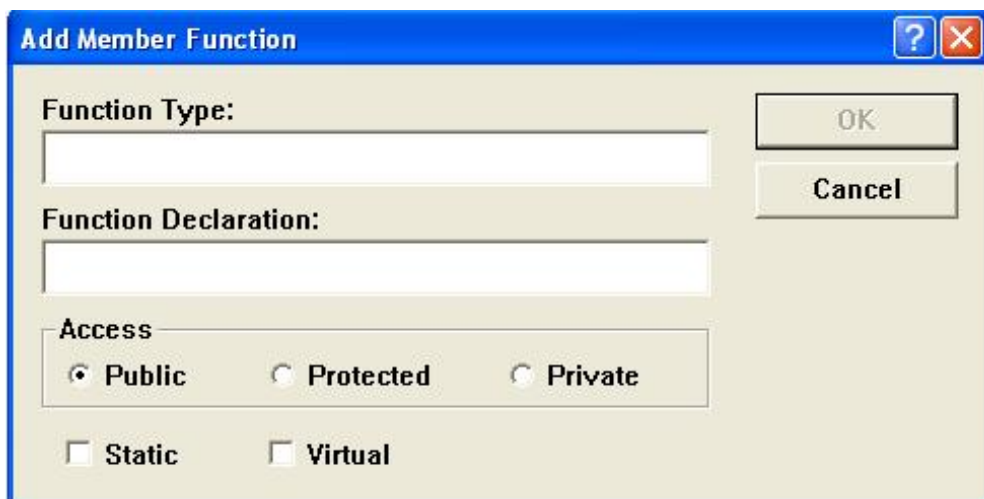 Add Member Function
?
Function Type:
OK
Cancel
Function Declaration:
Access
Public Protected Private
Static Virtual